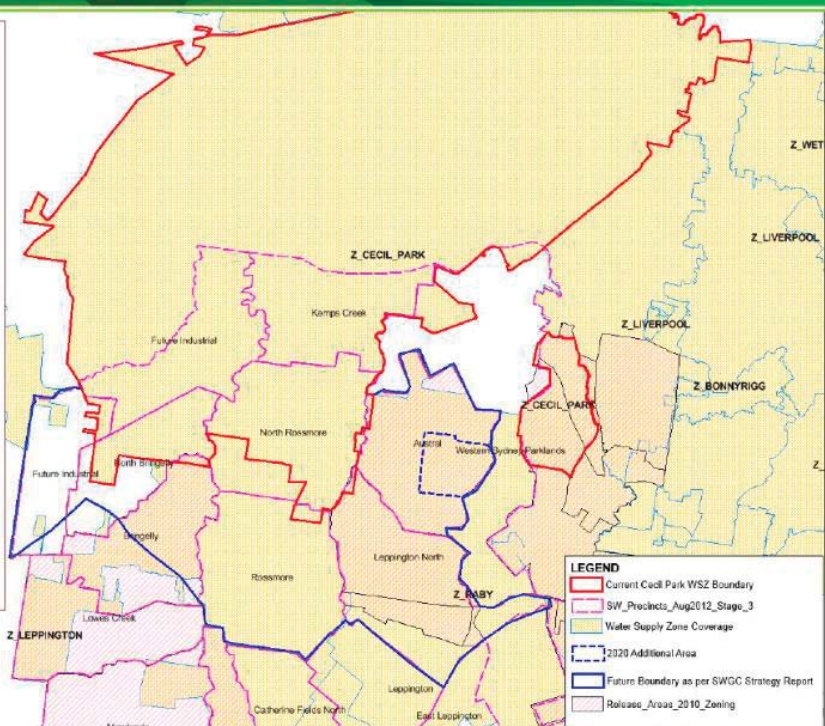 Z_WET
Z_LIVERPOOL
Z_CECIL_PARK
Kemps Creek
Z_LIVERPOOL
Future Industrial
Z_BONNYRIGG
Z_CECIL_PARK
North Rossmore
Austral
Western Sydney Parklands
North Bringelly
Z_
Future Industrial
Bringelly
Leppington North
LEGEND
Rossmore
Current Cecil Park WSZ Boundary
Z_RABY
SW_Precincts_Aug2012_Stage_3
Lowes Creek
Water Supply Zone Coverage
Z_LEPPINGTON
2020 Additional Area
Future Boundary as per SWGC Strategy Report
Leppington
Release_Areas_2010_Zoning
Catherine Fields North
East Leppington